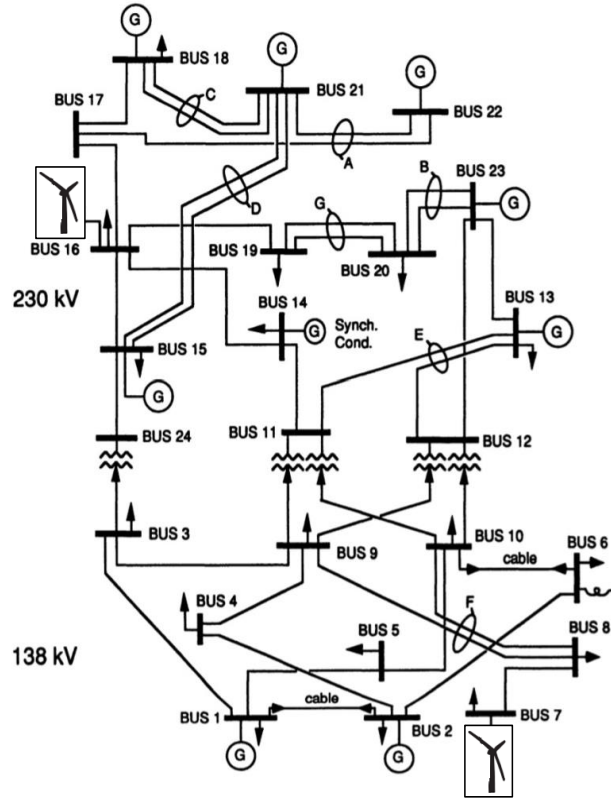 G
G
BUS 18
BUS 21
G
BUS 17
C
BUS 22
A
B
BUS 23
D
G
G
BUS 16
BUS 19
BUS 20
230 kV
BUS 14
BUS 13
G
Synch.
Cond.
E
G
BUS 15
G
BUS 24
BUS 11
BUS 12
BUS 3
BUS 9
BUS 10
BUS 6
cable
BUS 4
F
BUS 5
BUS 8
138 kV
cable
BUS 1
BUS 2
BUS 7
G
G